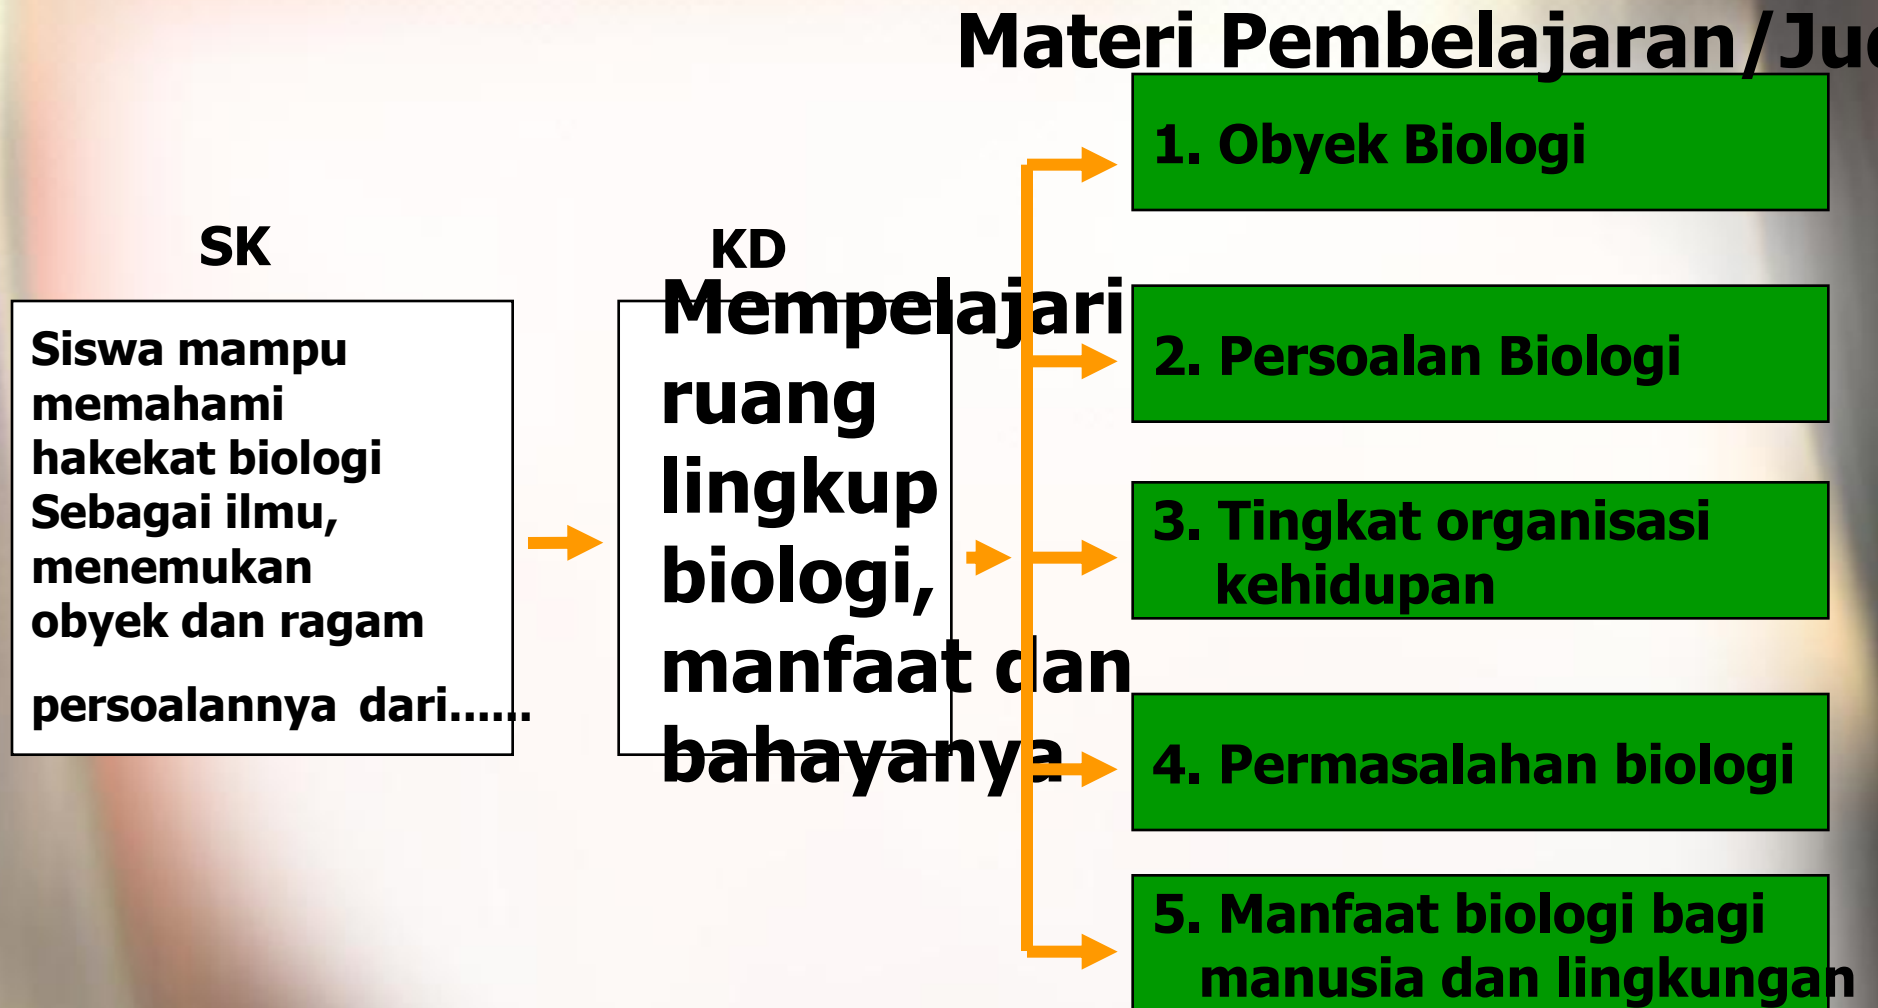 Materi Pembelajaran/Jud
SK
Siswa mampu
memahami
hakekat biologi
Sebagai ilmu,
menemukan
obyek dan ragam
persoalannya dari......
KD
Mempelajari
ruang
lingkup
biologi,
manfaat dan
bahayanya
1. Obyek Biologi
2. Persoalan Biologi
3. Tingkat organisasi
kehidupan
4. Permasalahan biologi
5. Manfaat biologi bagi
manusia dan lingkungan